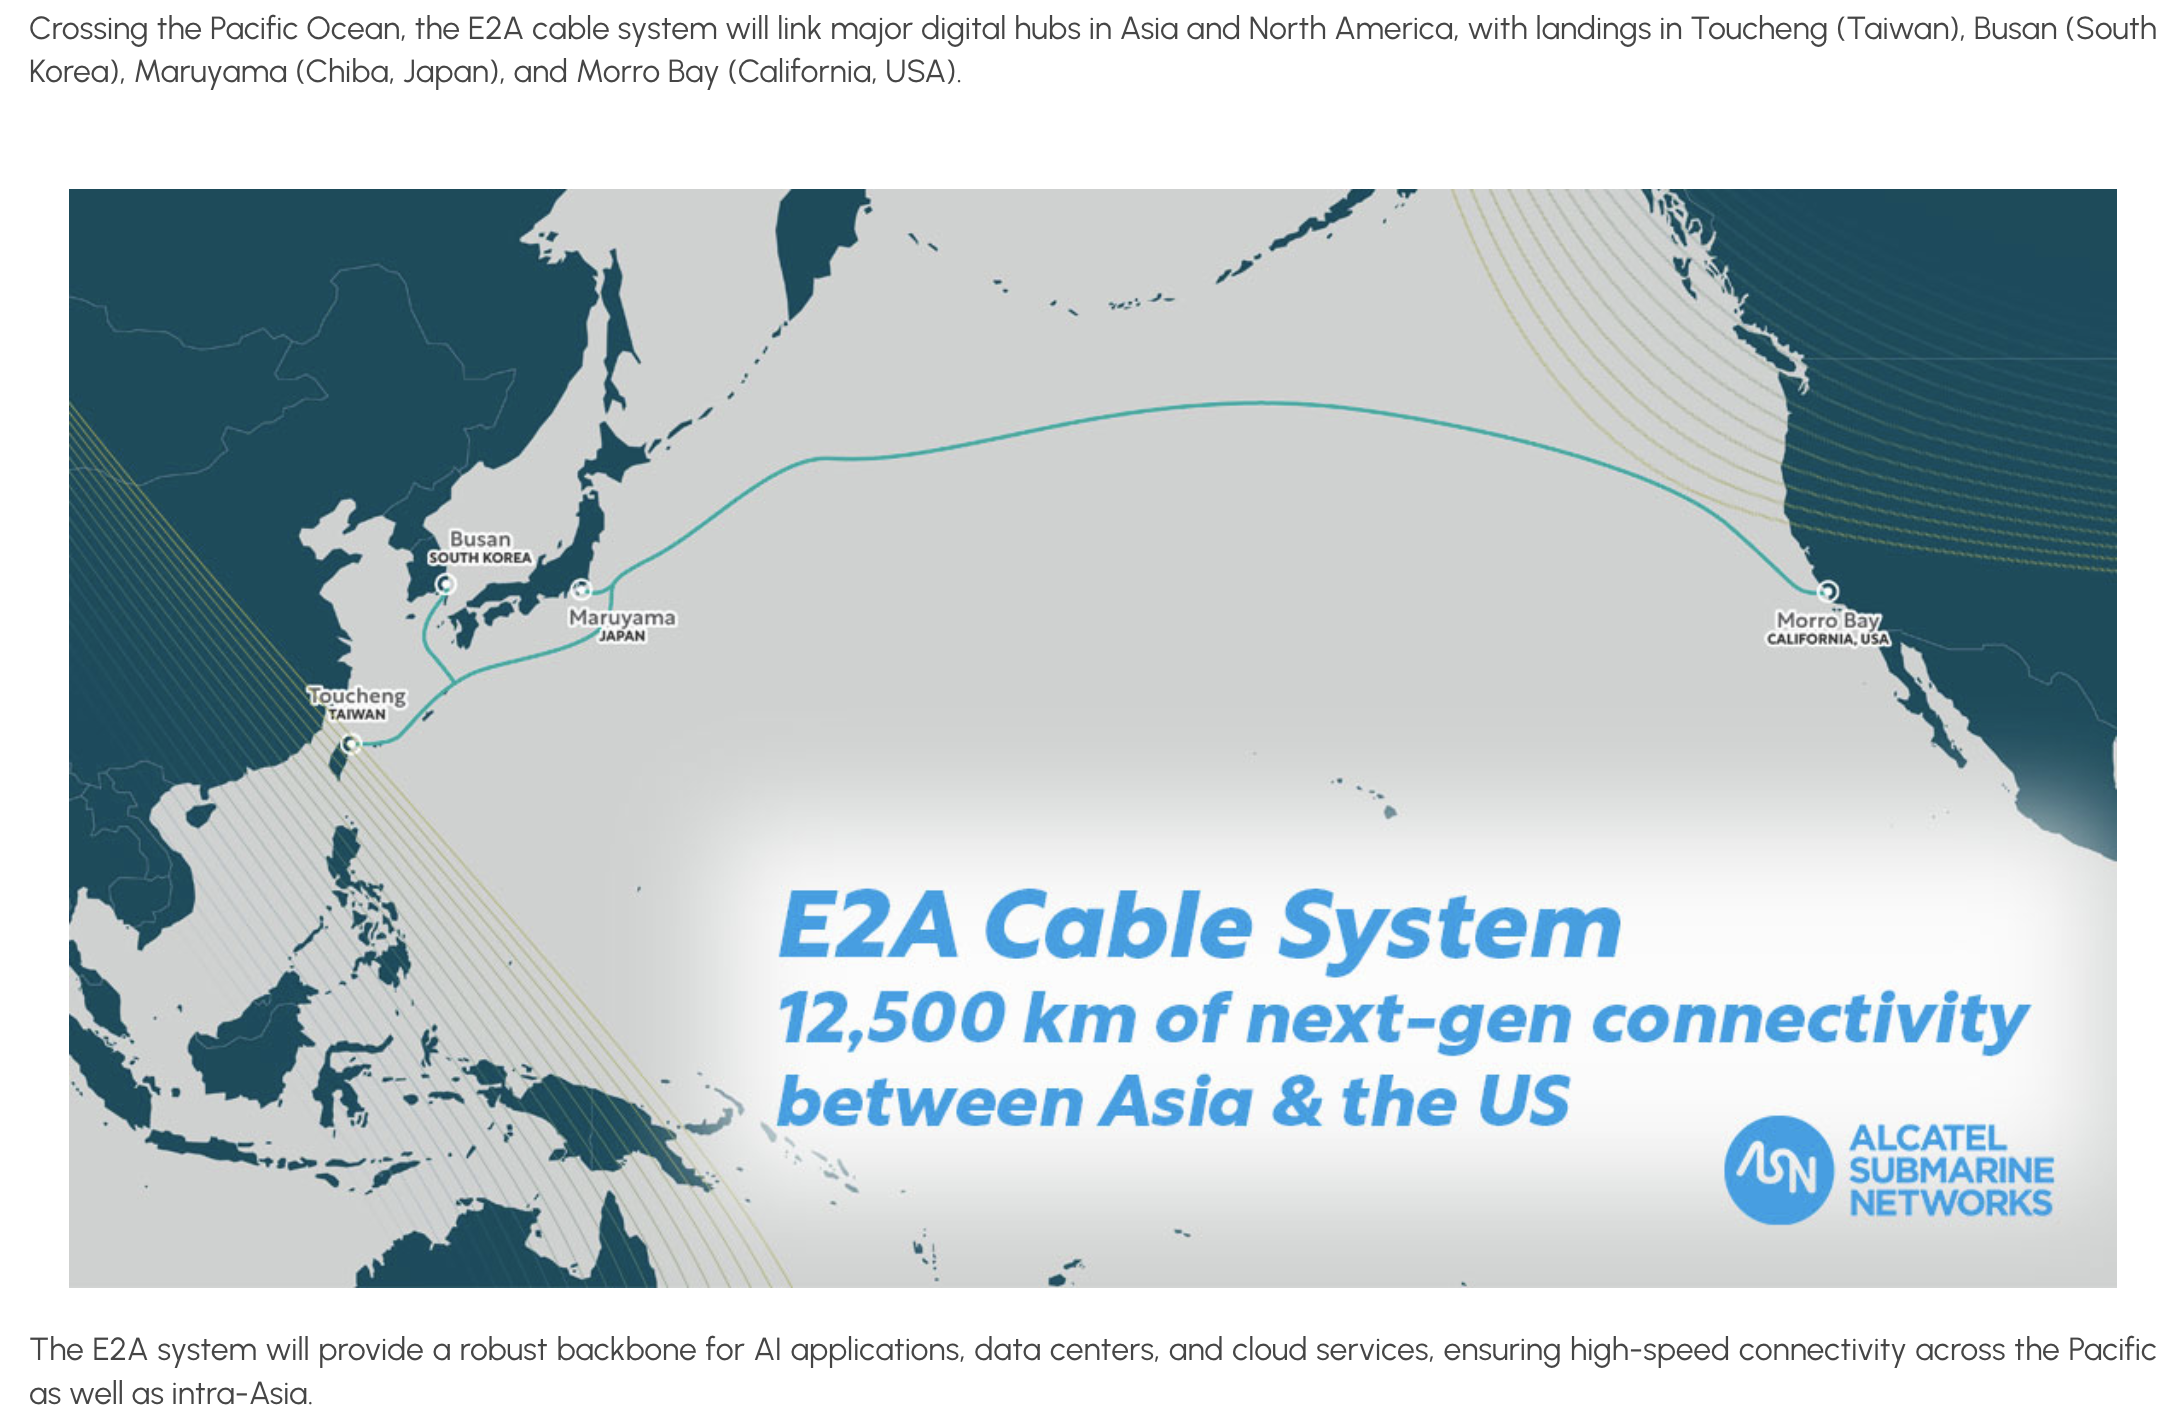 Crossing the Pacific Ocean, the E2A cable system will link major digital hubs in Asia and North America, with landings in Toucheng (Taiwan), Busan (South
Korea), Maruyama (Chiba, Japan), and Morro Bay (California, USA).
Busan
SOUTH KOREA
Maruyama
JAPAN
Morro Bay
CALIFORNIA, USA
Toucheng
TAIWAN
E2A Cable System
12,500 km of next-gen connectivity
between Asia & the US
ASN
ALCATEL
SUBMARINE
NETWORKS
The E2A system will provide a robust backbone for AI applications, data centers, and cloud services, ensuring high-speed connectivity across the Pacific
as well as intra-Asia.